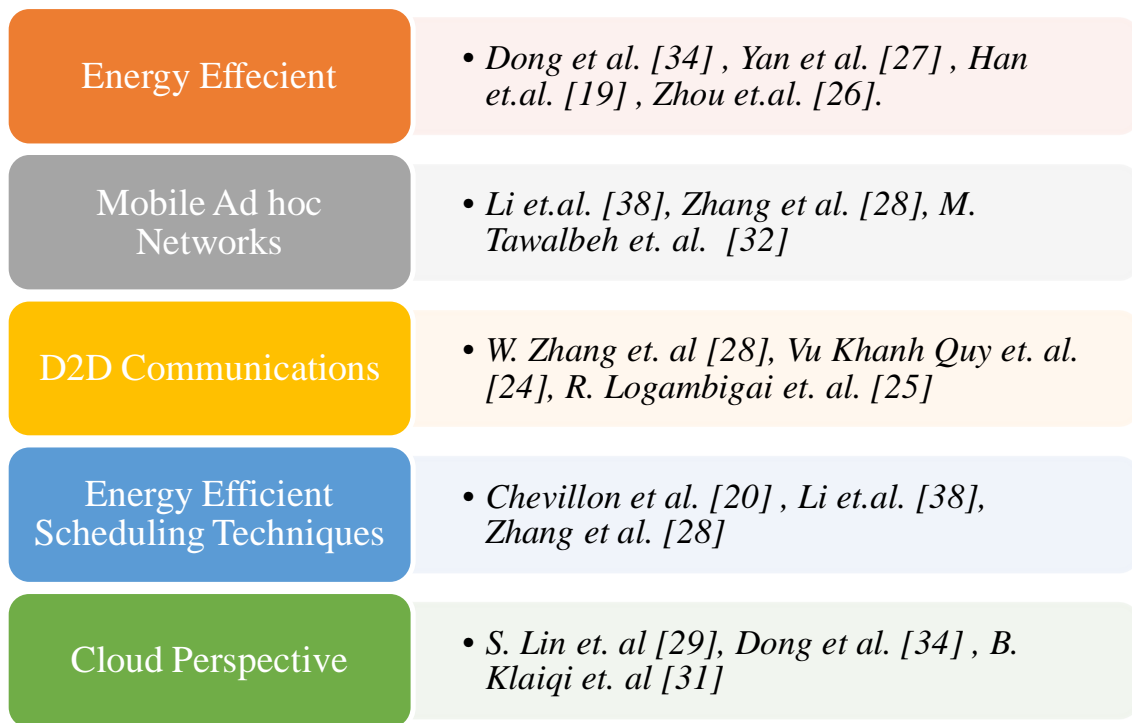 Energy Effecient
• Dong et al. [34] , Yan et al. [27] , Han
et.al. [19] , Zhou et.al. [26].
Mobile Ad hoc
Networks
• Li et.al. [38], Zhang et al. [28], M.
Tawalbeh et. al.  [32]
D2D Communications
• W. Zhang et. al [28], Vu Khanh Quy et. al.
[24], R. Logambigai et. al. [25]
Energy Efficient
Scheduling Techniques
• Chevillon et al. [20] , Li et.al. [38],
Zhang et al. [28]
Cloud Perspective
• S. Lin et. al [29], Dong et al. [34] , B.
Klaiqi et. al [31]